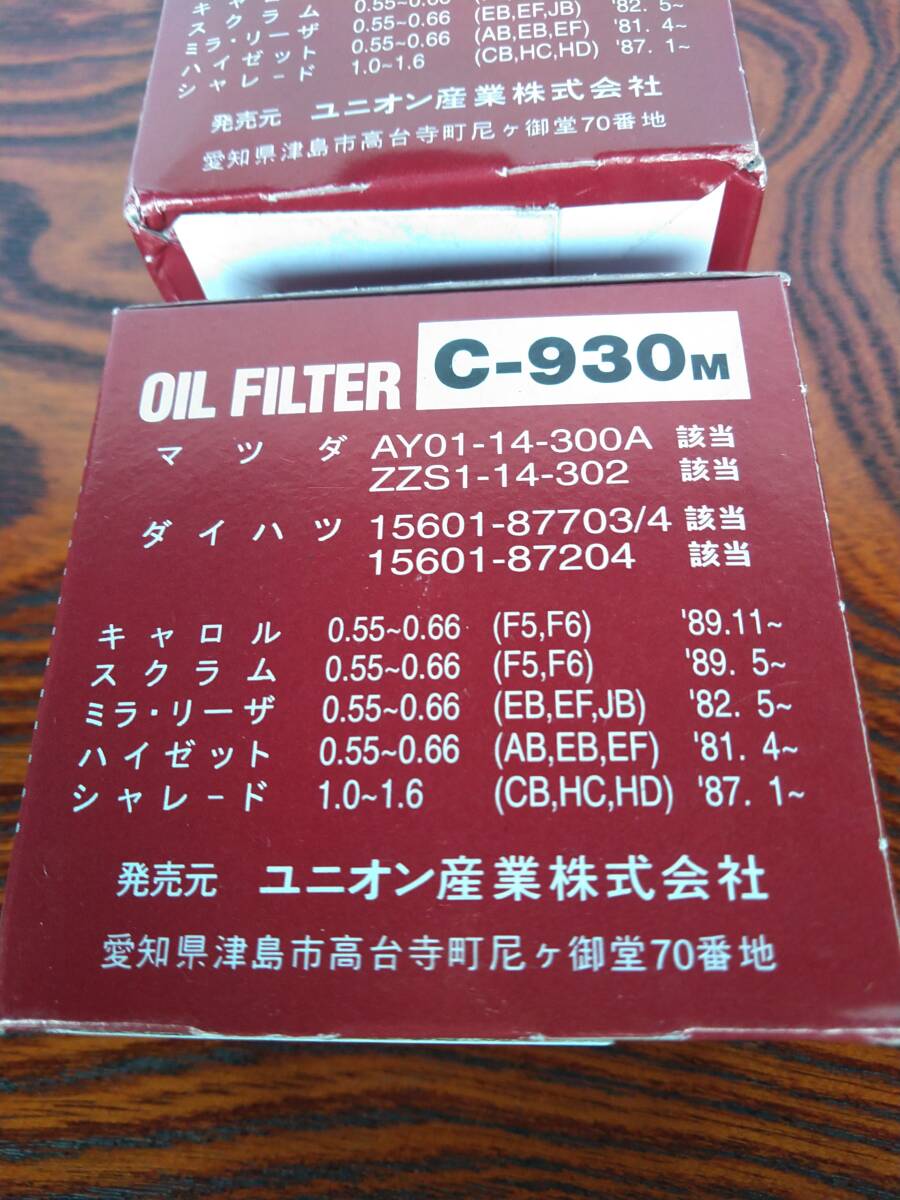 スクラム 0.55~0.66 '82. 5~
ミラ・リーザ 0.55~0.66 (EB,EF,JB) '81. 4~
ハイゼット 0.55~0.66 (AB,EB,EF) '87. 1~
シャレード 1.0~1.6 (CB,HC,HD)
発売元 ユニオン産業株式会社
愛知県津島市高台寺町尼ヶ御堂70番地
OIL FILTER C-930M
マツダ AY01-14-300A 該当
ZZS1-14-302 該当
ダイハツ 15601-87703/4 該当
15601-87204 該当
キャロル 0.55~0.66 (F5,F6) '89.11~
スクラム 0.55~0.66 (F5,F6) '89. 5~
ミラ・リーザ 0.55~0.66 (EB,EF,JB) '82. 5~
ハイゼット 0.55~0.66 (AB,EB,EF) '81. 4~
シャレード 1.0~1.6 (CB,HC,HD) '87. 1~
発売元 ユニオン産業株式会社
愛知県津島市高台寺町尼ヶ御堂70番地